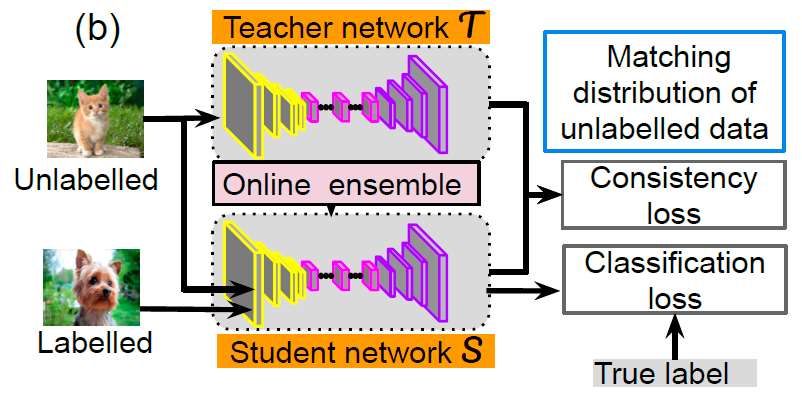 (b)
Teacher network 𝒯
Matching
distribution of
unlabelled data
Unlabelled
Online ensemble
Consistency
loss
Classification
loss
Labelled
Student network 𝒮
True label